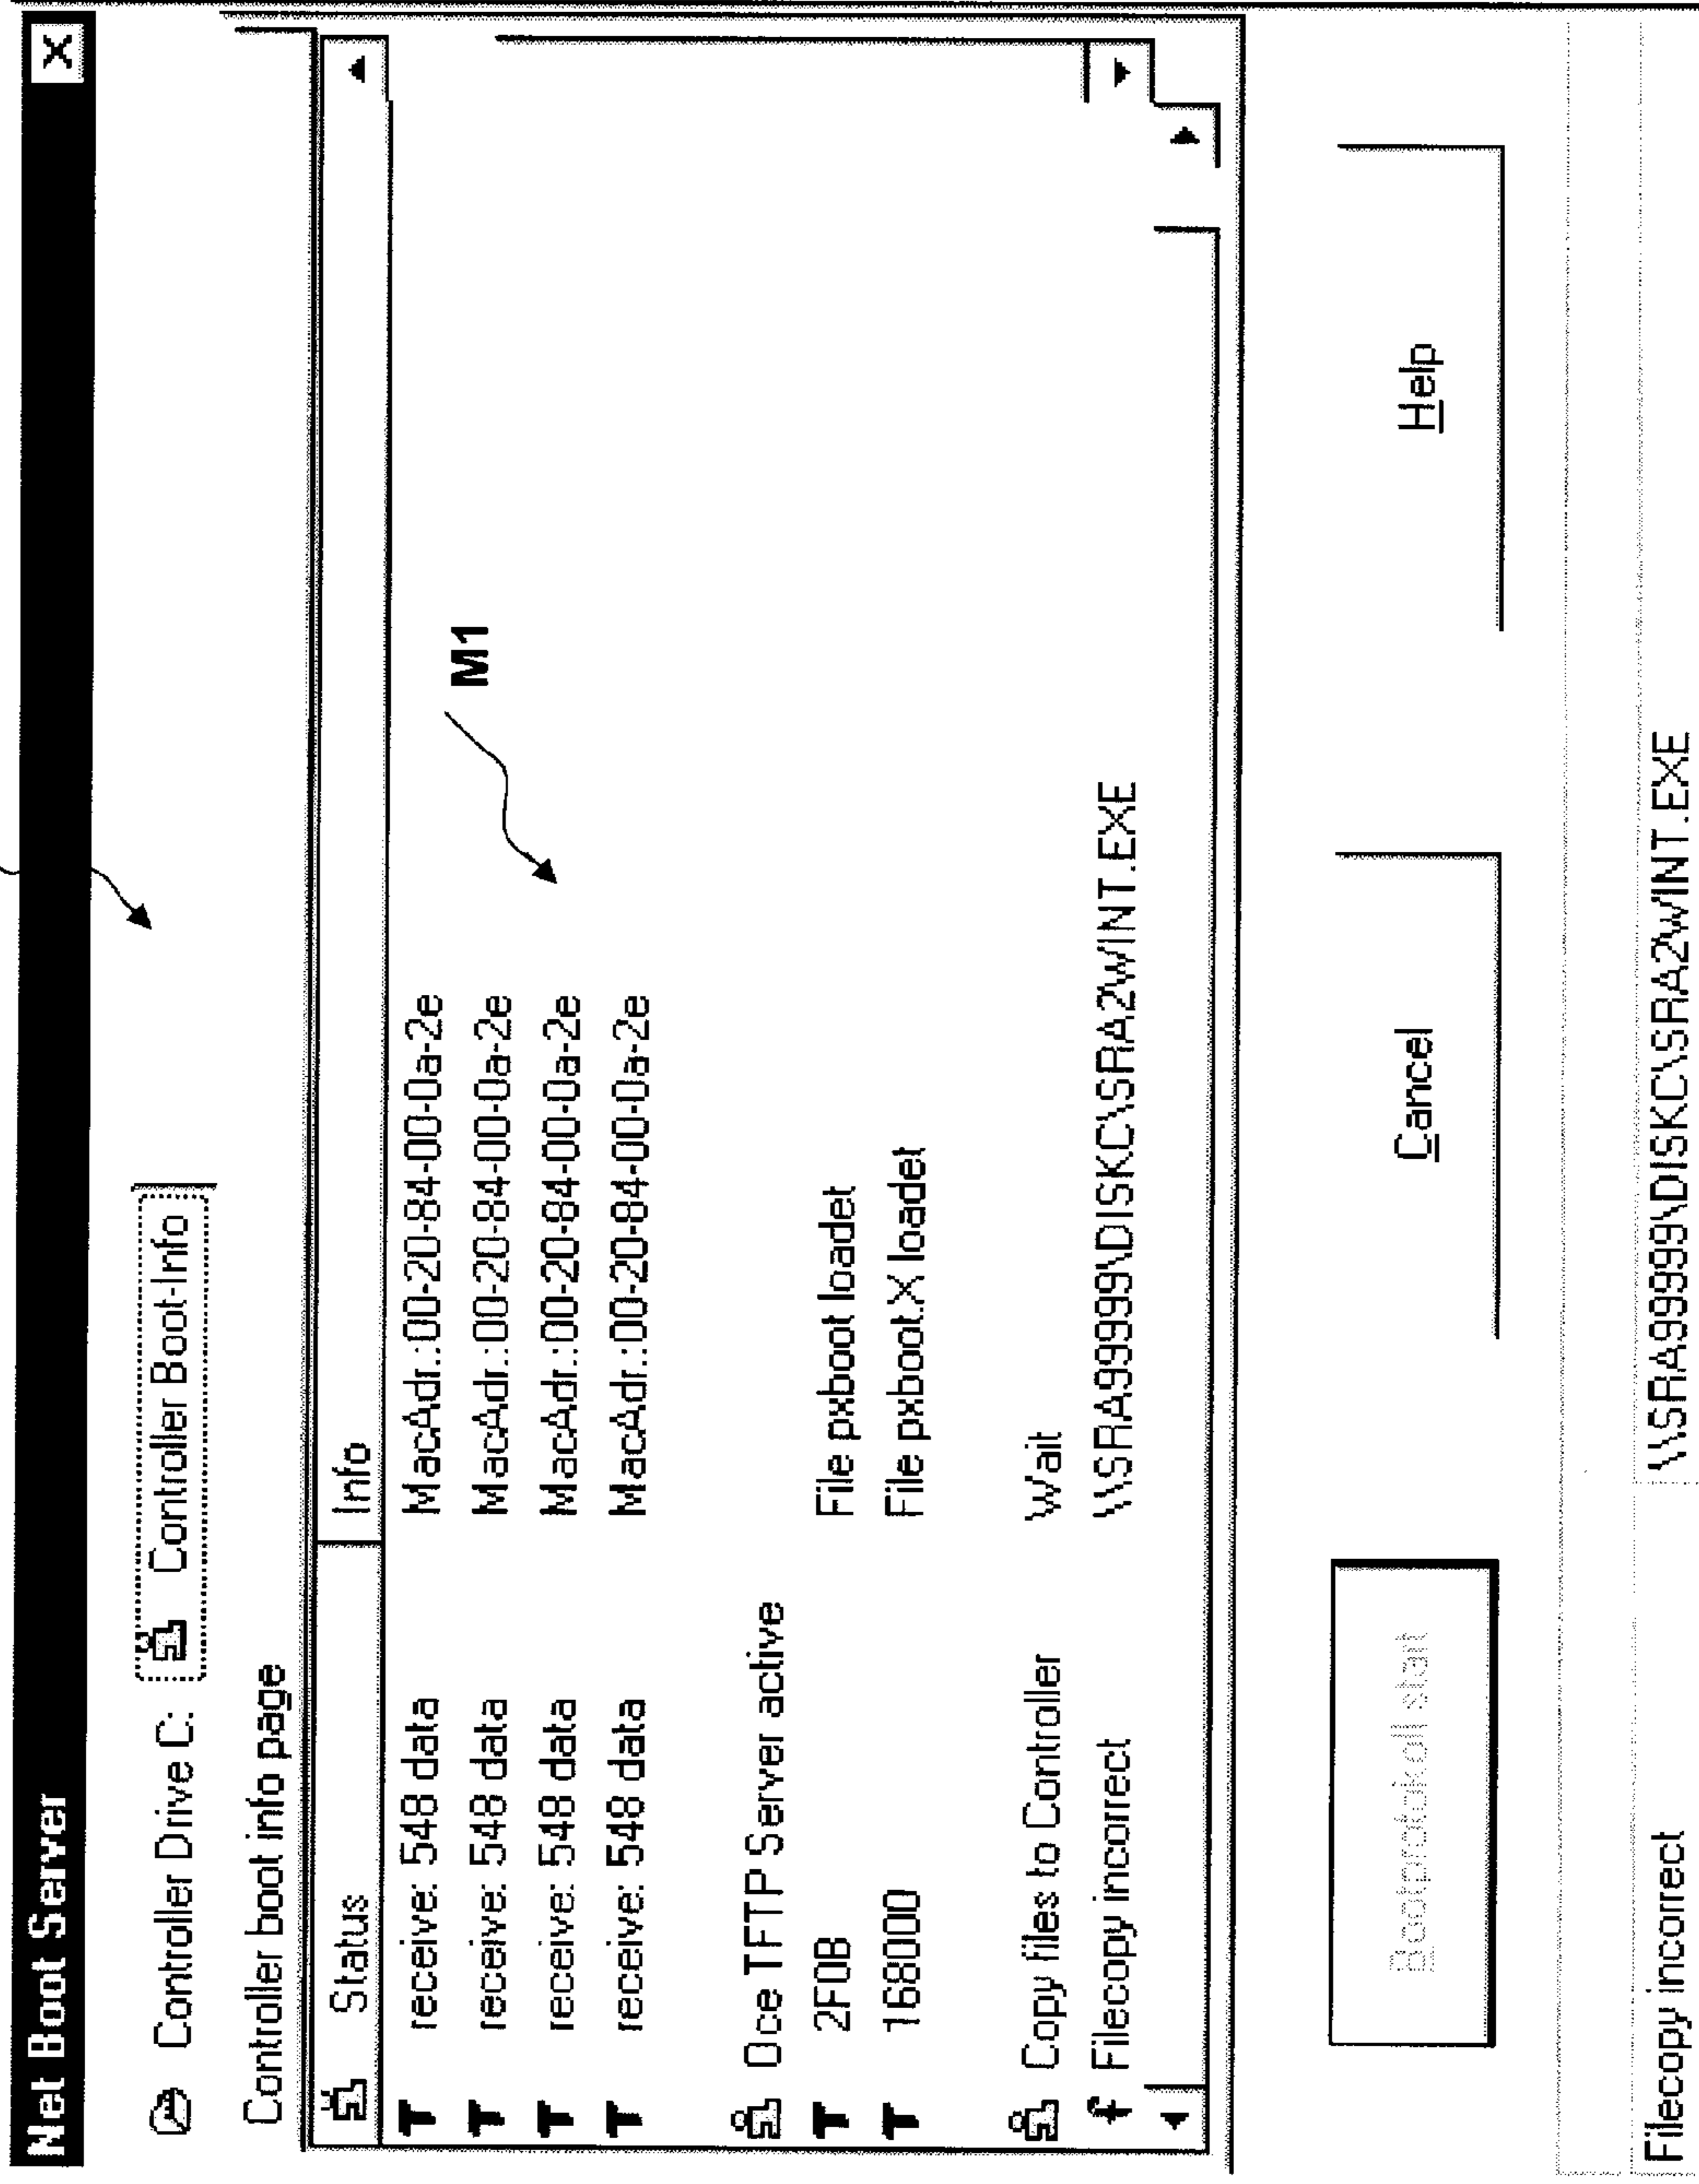 Net Boot Server X
Controller Drive C: Controller Boot-Info
Controller boot info page
Status Info
receive: 548 data MacAdr.:00-20-84-00-0a-2e
receive: 548 data MacAdr.:00-20-84-00-0a-2e
receive: 548 data MacAdr.:00-20-84-00-0a-2e
receive: 548 data MacAdr.:00-20-84-00-0a-2e
M1
Oce TFTP Server active
2F0B File pxboot loadet
168000 File pxboot.X loadet
Copy files to Controller Wait
Filecopy incorrect \\SRA99999\DISKC\SRA2WINT.EXE
Bootprotokoll start Cancel Help
Filecopy incorrect \\SRA99999\DISKC\SRA2WINT.EXE